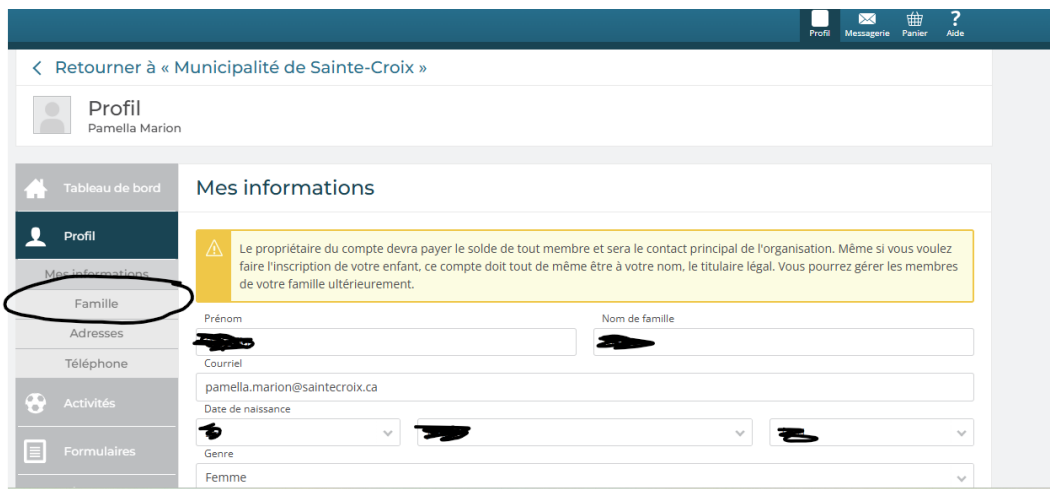 Profil Messagerie Panier Aide
Retourner à « Municipalité de Sainte-Croix »
Profil
Pamella Marion
Tableau de bord
Profil
Mes informations
Famille
Adresses
Téléphone
Activités
Formulaires
Mes informations
Le propriétaire du compte devra payer le solde de tout membre et sera le contact principal de l'organisation. Même si vous voulez
faire l'inscription de votre enfant, ce compte doit tout de même être à votre nom, le titulaire légal. Vous pourrez gérer les membres
de votre famille ultérieurement.
Prénom Nom de famille
Courriel
pamella.marion@saintecroix.ca
Date de naissance
Genre
Femme